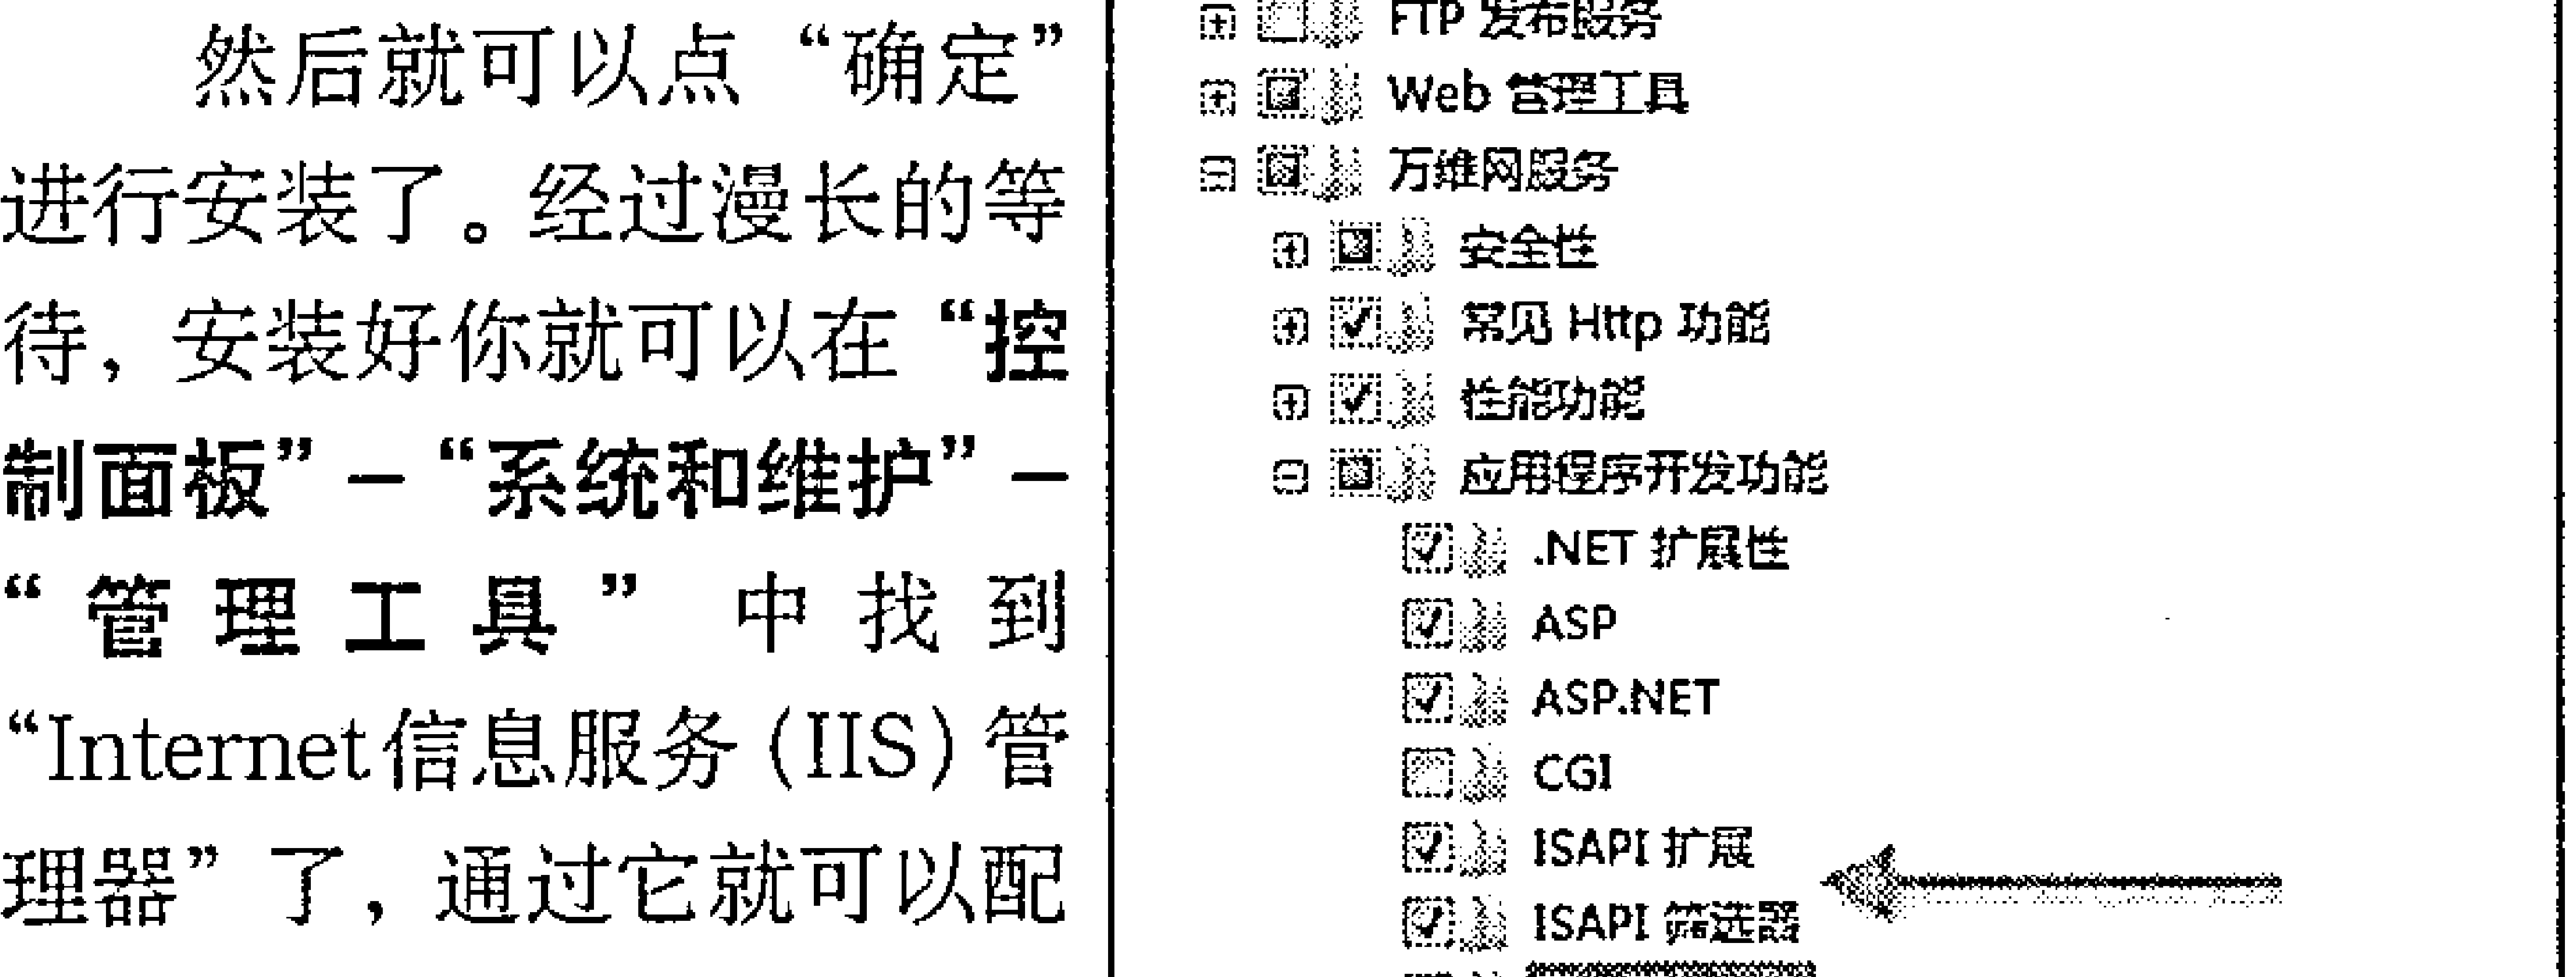 然后就可以点“确定”
进行安装了。经过漫长的等
待，安装好你就可以在“控
制面板”–“系统和维护”–
“管理工具”中找到
“Internet信息服务(IIS)管
理器”了，通过它就可以配
FTP 发布服务
Web 管理工具
万维网服务
安全性
常见 Http 功能
性能功能
应用程序开发功能
.NET 扩展性
ASP
ASP.NET
CGI
ISAPI 扩展
ISAPI 筛选器